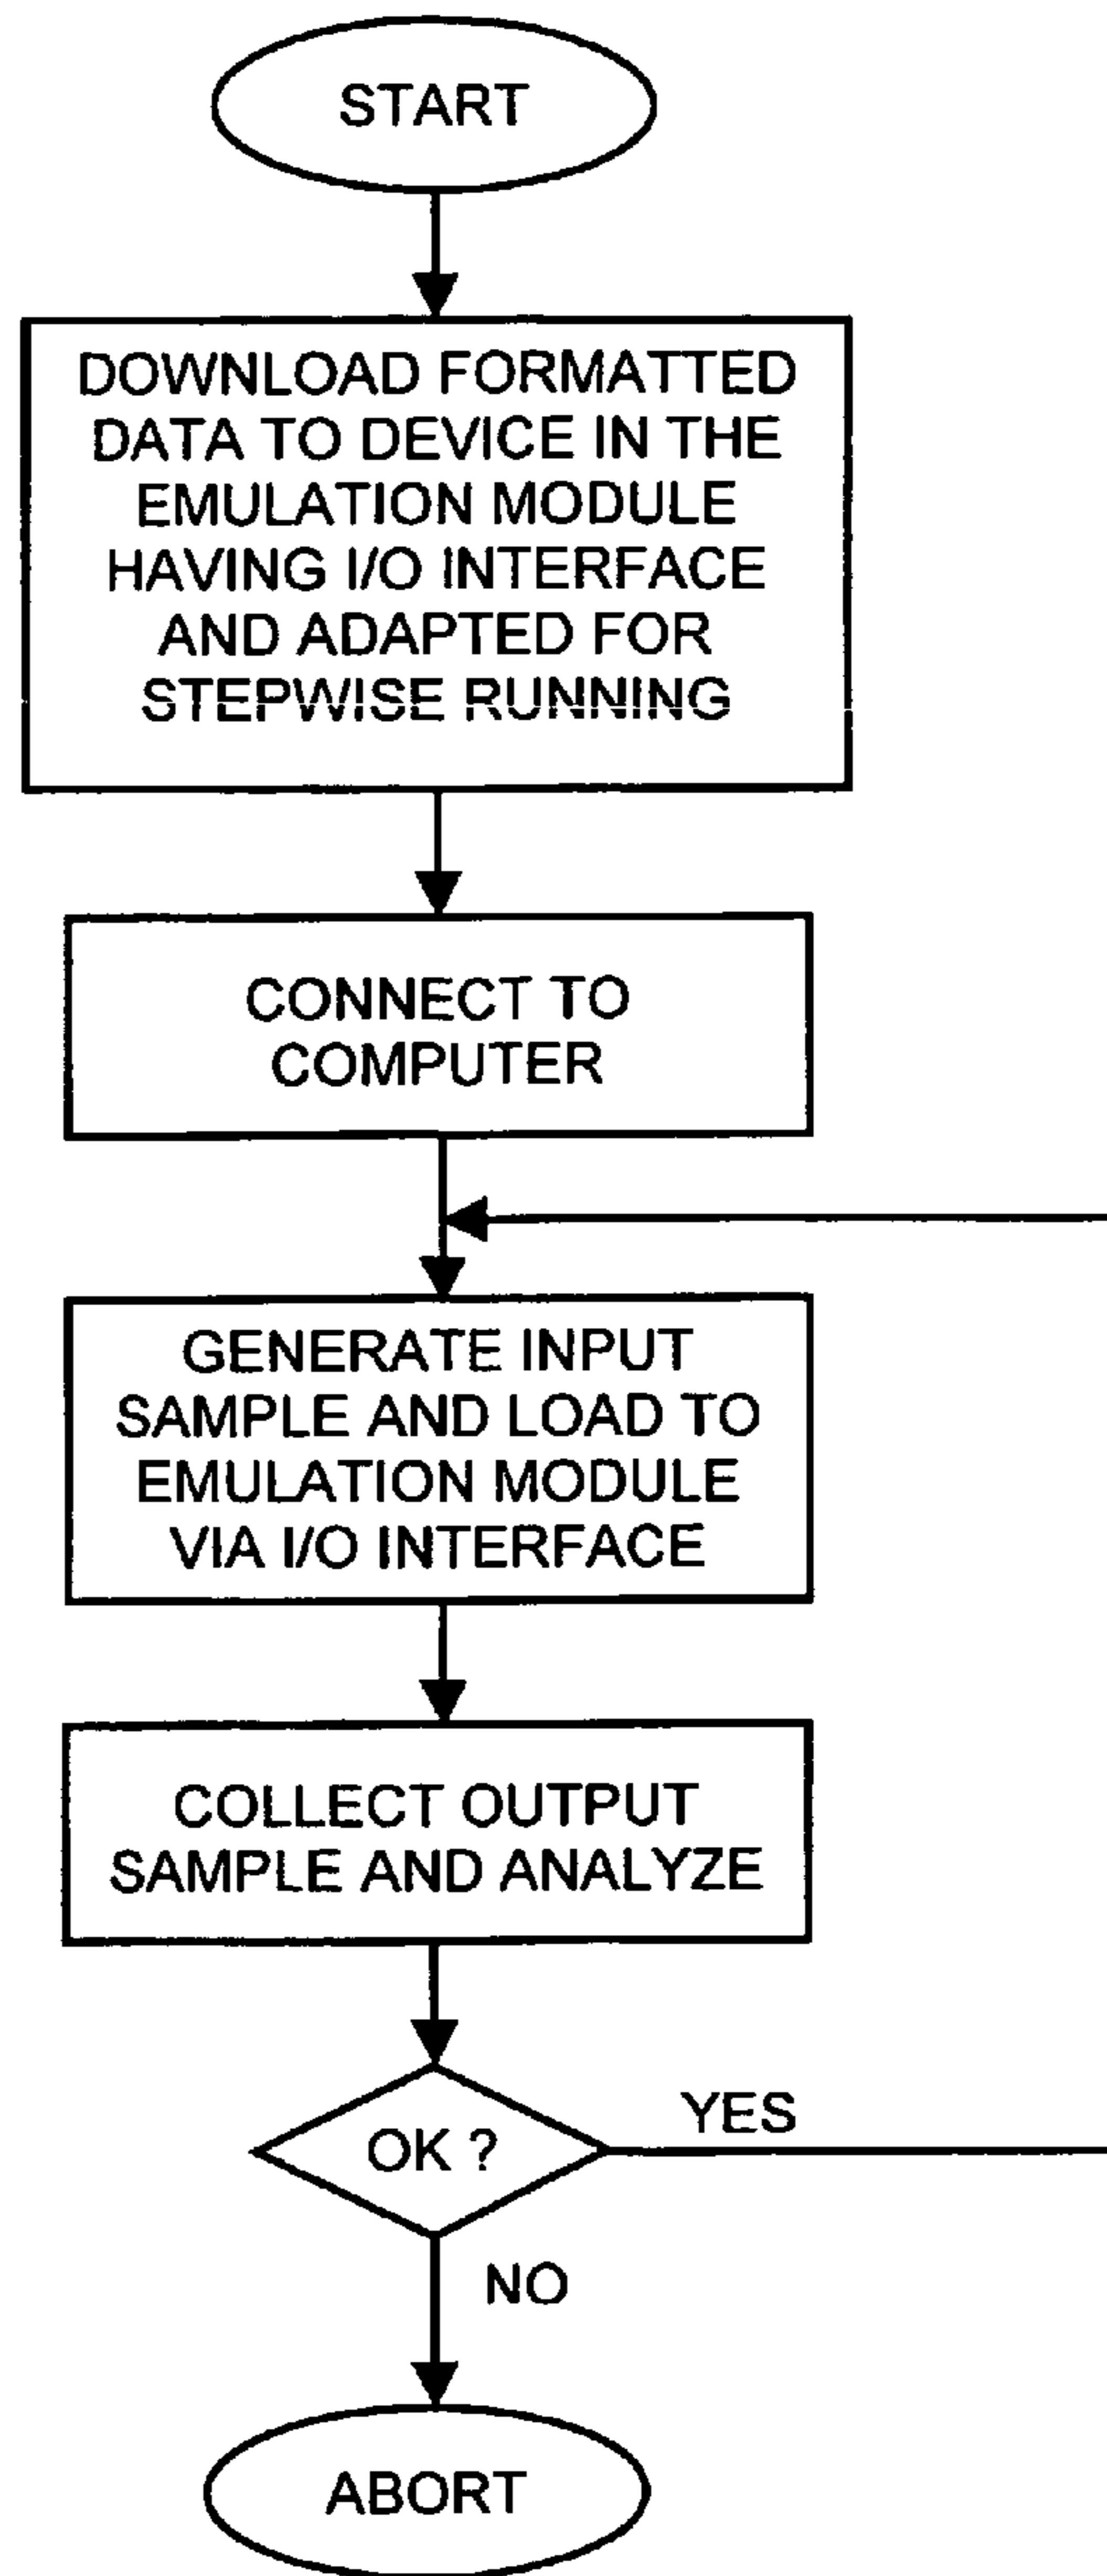 START
DOWNLOAD FORMATTED
DATA TO DEVICE IN THE
EMULATION MODULE
HAVING I/O INTERFACE
AND ADAPTED FOR
STEPWISE RUNNING
CONNECT TO
COMPUTER
GENERATE INPUT
SAMPLE AND LOAD TO
EMULATION MODULE
VIA I/O INTERFACE
COLLECT OUTPUT
SAMPLE AND ANALYZE
OK ?
YES
NO
ABORT